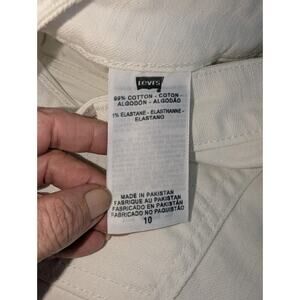 Levi's
99% COTTON - COTON -
ALGODÓN - ALGODÃO
1% ELASTANE - ELASTHANNE -
ELASTANO
MADE IN PAKISTAN
FABRIQUE AU PAKISTAN
FABRICADO EN PAKISTAN
FABRICADO NO PAQUISTÃO
10